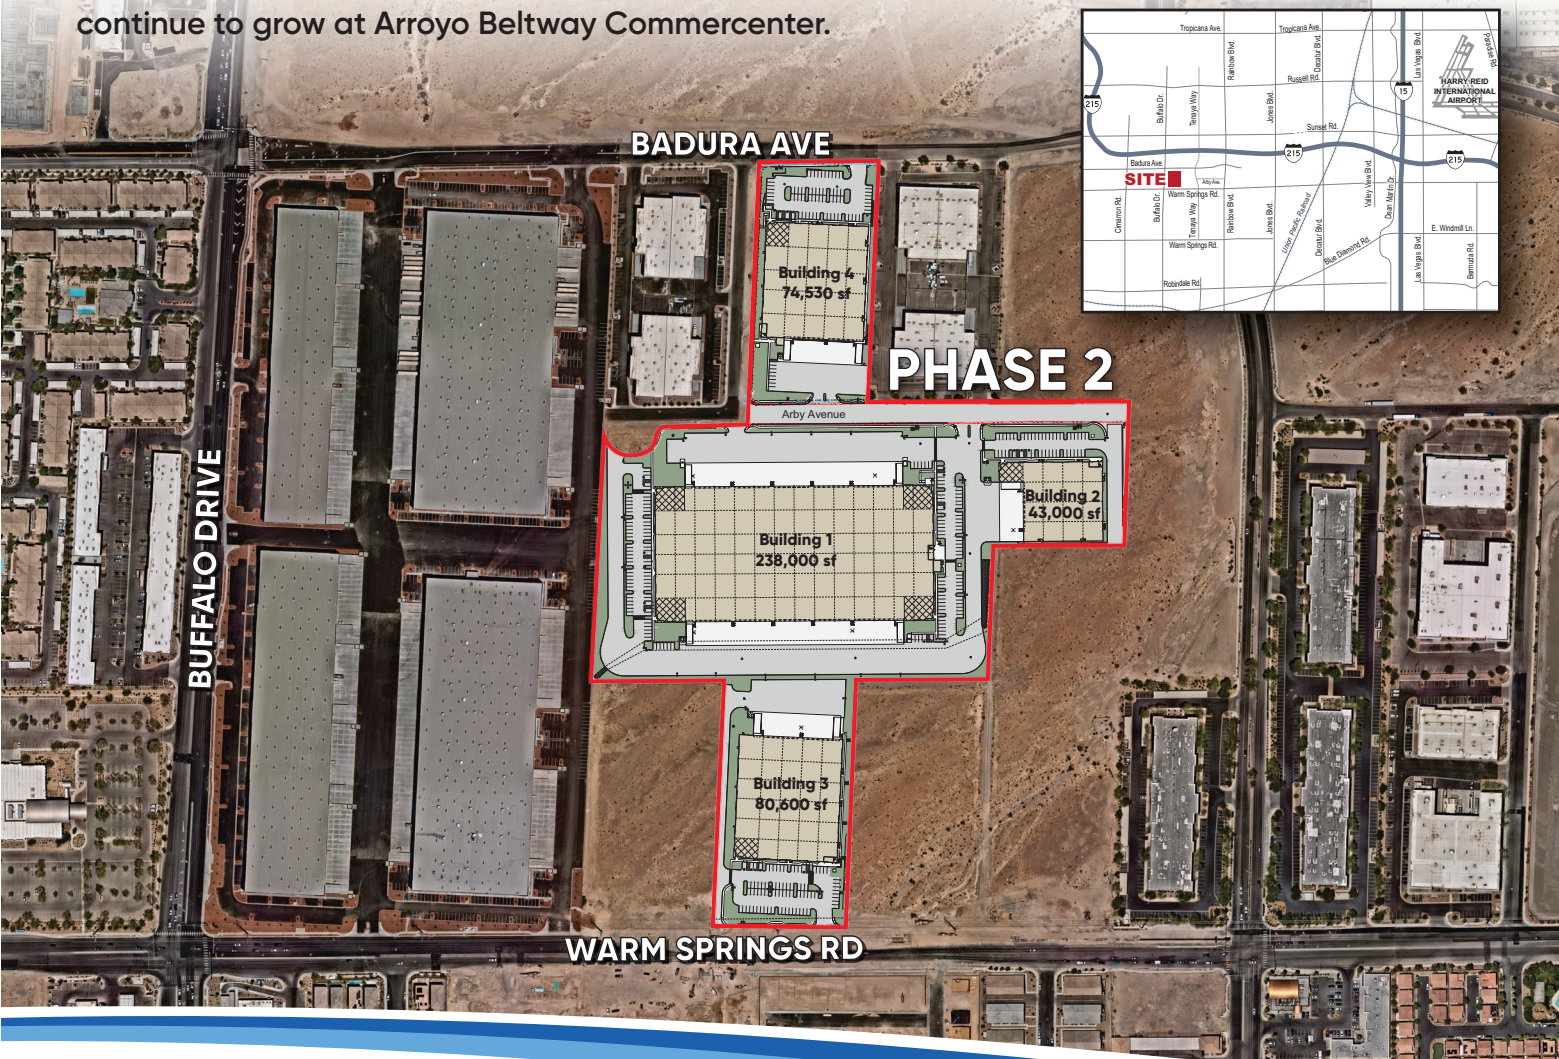 continue to grow at Arroyo Beltway Commercenter.
Tropicana Ave.
Tropicana Ave.
Rainbow Blvd.
Decatur Blvd.
Las Vegas Blvd.
Paradise Rd.
Russell Rd.
HARRY REID
INTERNATIONAL
AIRPORT
215
15
Buffalo Dr.
Tenaya Way
Jones Blvd.
Sunset Rd.
215
215
Badura Ave.
SITE
Arby Ave.
Warm Springs Rd.
Valley View Blvd.
Dean Martin Dr.
Cimarron Rd.
Buffalo Dr.
Tenaya Way
Rainbow Blvd.
Jones Blvd.
Union Pacific Railroad
Decatur Blvd.
E. Windmill Ln.
Warm Springs Rd.
Blue Diamond Rd.
Las Vegas Blvd.
Bermuda Rd.
Robindale Rd.
BADURA AVE
Building 4
74,530 sf
PHASE 2
Arby Avenue
BUFFALO DRIVE
Building 2
43,000 sf
Building 1
238,000 sf
Building 3
80,600 sf
WARM SPRINGS RD